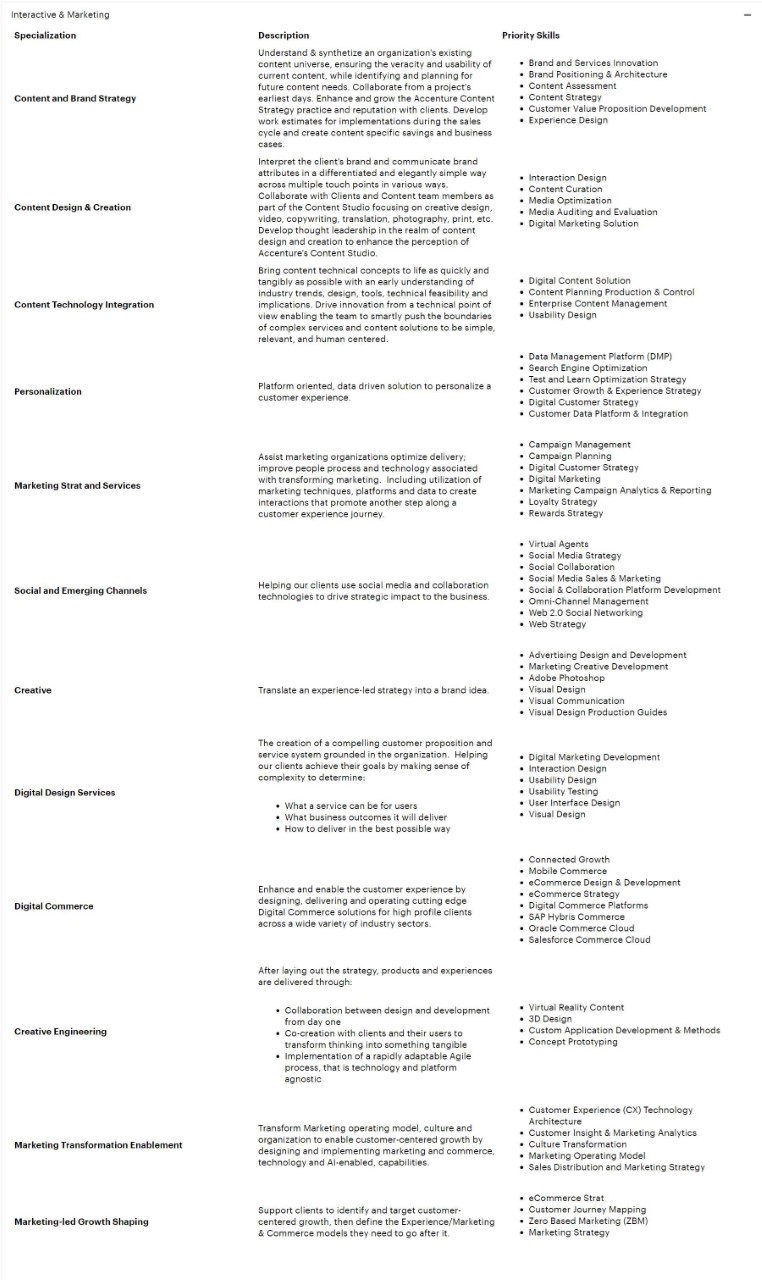 Interactive & Marketing
Specialization
Description
Priority Skills
Content and Brand Strategy
Understand & synthetize an organization's existing
content universe, ensuring the veracity and usability of
current content, while identifying and planning for
future content needs. Collaborate from a project's
earliest days. Enhance and grow the Accenture Content
Strategy practice and reputation with clients. Develop
work estimates for implementations during the sales
cycle and create content specific savings and business
cases.
• Brand and Services Innovation
• Brand Positioning & Architecture
• Content Assessment
• Content Strategy
• Customer Value Proposition Development
• Experience Design
Content Design & Creation
Interpret the client's brand and communicate brand
attributes in a differentiated and elegantly simple way
across multiple touch points in various ways.
Collaborate with Clients and Content team members as
part of the Content Studio focusing on creative design,
video, copywriting, translation, photography, print, etc.
Develop thought leadership in the realm of content
design and creation to enhance the perception of
Accenture's Content Studio.
• Interaction Design
• Content Curation
• Media Optimization
• Media Auditing and Evaluation
• Digital Marketing Solution
Content Technology Integration
Bring content technical concepts to life as quickly and
tangibly as possible with an early understanding of
industry trends, design, tools, technical feasibility and
implications. Drive innovation from a technical point of
view enabling the team to smartly push the boundaries
of complex services and content solutions to be simple,
relevant, and human centered.
• Digital Content Solution
• Content Planning Production & Control
• Enterprise Content Management
• Usability Design
Personalization
Platform oriented, data driven solution to personalize a
customer experience.
• Data Management Platform (DMP)
• Search Engine Optimization
• Test and Learn Optimization Strategy
• Customer Growth & Experience Strategy
• Digital Customer Strategy
• Customer Data Platform & Integration
Marketing Strat and Services
Assist marketing organizations optimize delivery;
improve people process and technology associated
with transforming marketing. Including utilization of
marketing techniques, platforms and data to create
interactions that promote another step along a
customer experience journey.
• Campaign Management
• Campaign Planning
• Digital Customer Strategy
• Digital Marketing
• Marketing Campaign Analytics & Reporting
• Loyalty Strategy
• Rewards Strategy
Social and Emerging Channels
Helping our clients use social media and collaboration
technologies to drive strategic impact to the business.
• Virtual Agents
• Social Media Strategy
• Social Collaboration
• Social Media Sales & Marketing
• Social & Collaboration Platform Development
• Omni-Channel Management
• Web 2.0 Social Networking
• Web Strategy
Creative
Translate an experience-led strategy into a brand idea.
• Advertising Design and Development
• Marketing Creative Development
• Adobe Photoshop
• Visual Design
• Visual Communication
• Visual Design Production Guides
Digital Design Services
The creation of a compelling customer proposition and
service system grounded in the organization. Helping
our clients achieve their goals by making sense of
complexity to determine:
• What a service can be for users
• What business outcomes it will deliver
• How to deliver in the best possible way
• Digital Marketing Development
• Interaction Design
• Usability Design
• Usability Testing
• User Interface Design
• Visual Design
Digital Commerce
Enhance and enable the customer experience by
designing, delivering and operating cutting edge
Digital Commerce solutions for high profile clients
across a wide variety of industry sectors.
• Connected Growth
• Mobile Commerce
• eCommerce Design & Development
• eCommerce Strategy
• Digital Commerce Platforms
• SAP Hybris Commerce
• Oracle Commerce Cloud
• Salesforce Commerce Cloud
Creative Engineering
After laying out the strategy, products and experiences
are delivered through:
• Collaboration between design and development
from day one
• Co-creation with clients and their users to
transform thinking into something tangible
• Implementation of a rapidly adaptable Agile
process, that is technology and platform
agnostic
• Virtual Reality Content
• 3D Design
• Custom Application Development & Methods
• Concept Prototyping
Marketing Transformation Enablement
Transform Marketing operating model, culture and
organization to enable customer-centered growth by
designing and implementing marketing and commerce,
technology and AI-enabled, capabilities.
• Customer Experience (CX) Technology
Architecture
• Customer Insight & Marketing Analytics
• Culture Transformation
• Marketing Operating Model
• Sales Distribution and Marketing Strategy
Marketing-led Growth Shaping
Support clients to identify and target customer-
centered growth, then define the Experience/Marketing
& Commerce models they need to go after it.
• eCommerce Strat
• Customer Journey Mapping
• Zero Based Marketing (ZBM)
• Marketing Strategy